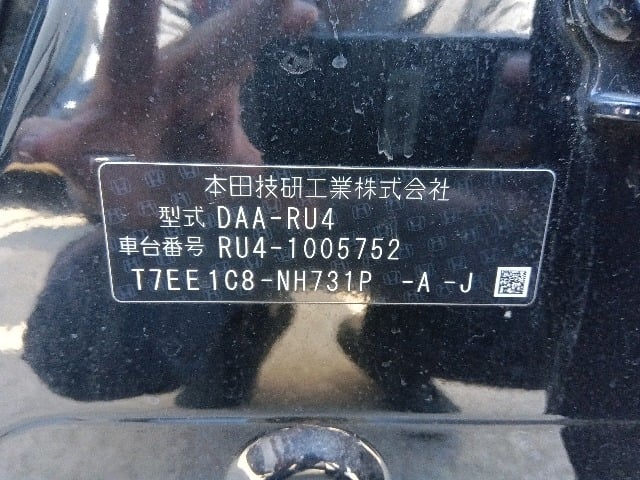 本田技研工業株式会社
型式 DAA-RU4
車台番号 RU4-1005752
T7EE1C8-NH731P -A -J